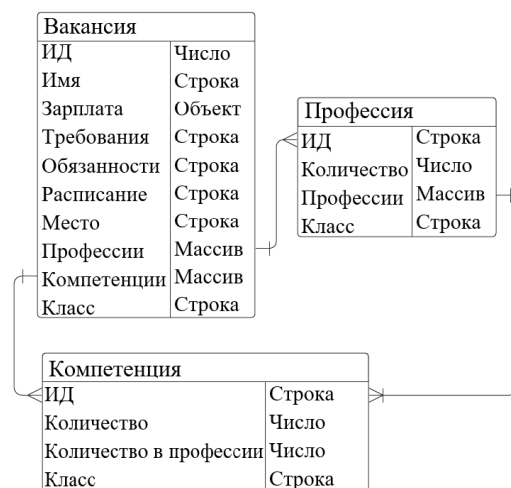 Вакансия
ИД Число
Имя Строка
Зарплата Объект
Требования Строка
Обязанности Строка
Расписание Строка
Место Строка
Профессии Массив
Компетенции Массив
Класс Строка
Профессия
ИД Строка
Количество Число
Профессии Массив
Класс Строка
Компетенция
ИД Строка
Количество Число
Количество в профессии Число
Класс Строка